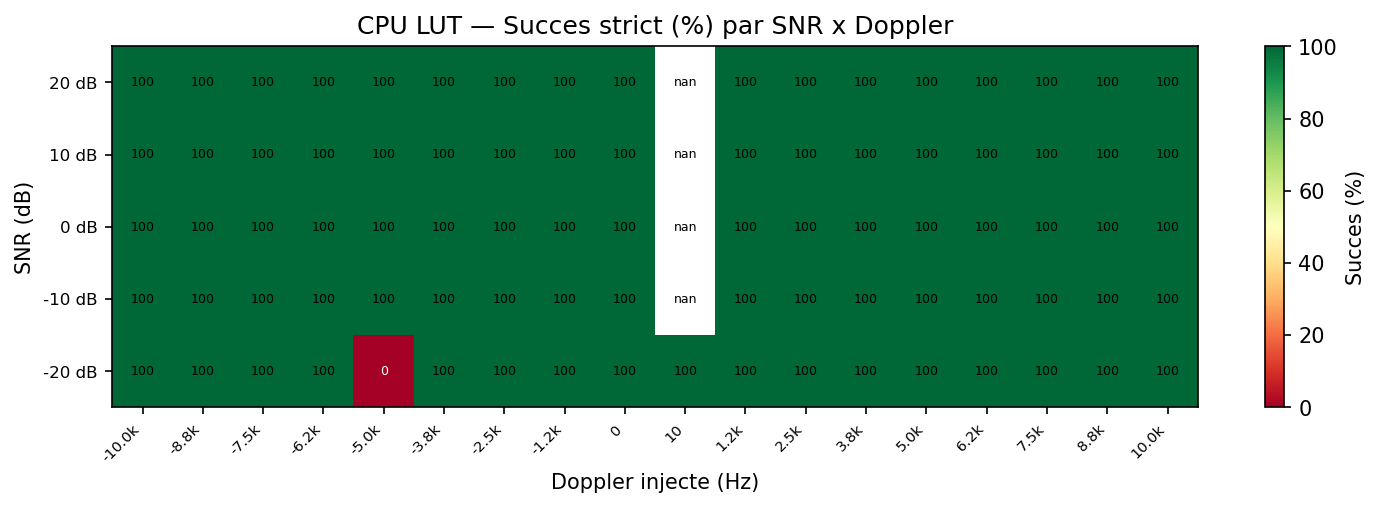 CPU LUT — Succes strict (%) par SNR x Doppler
20 dB 100 100 100 100 100 100 100 100 100 nan 100 100 100 100 100 100 100 100
10 dB 100 100 100 100 100 100 100 100 100 nan 100 100 100 100 100 100 100 100
0 dB 100 100 100 100 100 100 100 100 100 nan 100 100 100 100 100 100 100 100
-10 dB 100 100 100 100 100 100 100 100 100 nan 100 100 100 100 100 100 100 100
-20 dB 100 100 100 100 0 100 100 100 100 100 100 100 100 100 100 100 100 100
-10.0k -8.8k -7.5k -6.2k -5.0k -3.8k -2.5k -1.2k 0 10 1.2k 2.5k 3.8k 5.0k 6.2k 7.5k 8.8k 10.0k
Doppler injecte (Hz)
SNR (dB)
100
80
60
40
20
0
Succes (%)